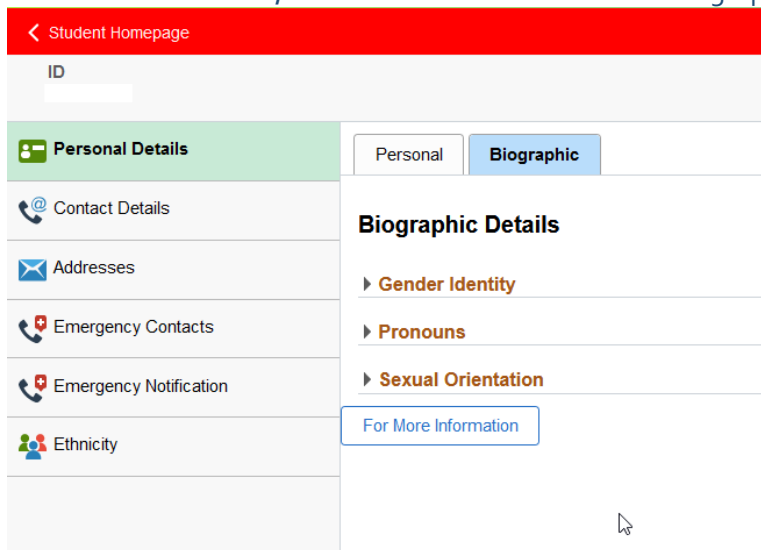 Student Homepage
ID
Personal Details
Contact Details
Addresses
Emergency Contacts
Emergency Notification
Ethnicity
Personal
Biographic
Biographic Details
Gender Identity
Pronouns
Sexual Orientation
For More Information